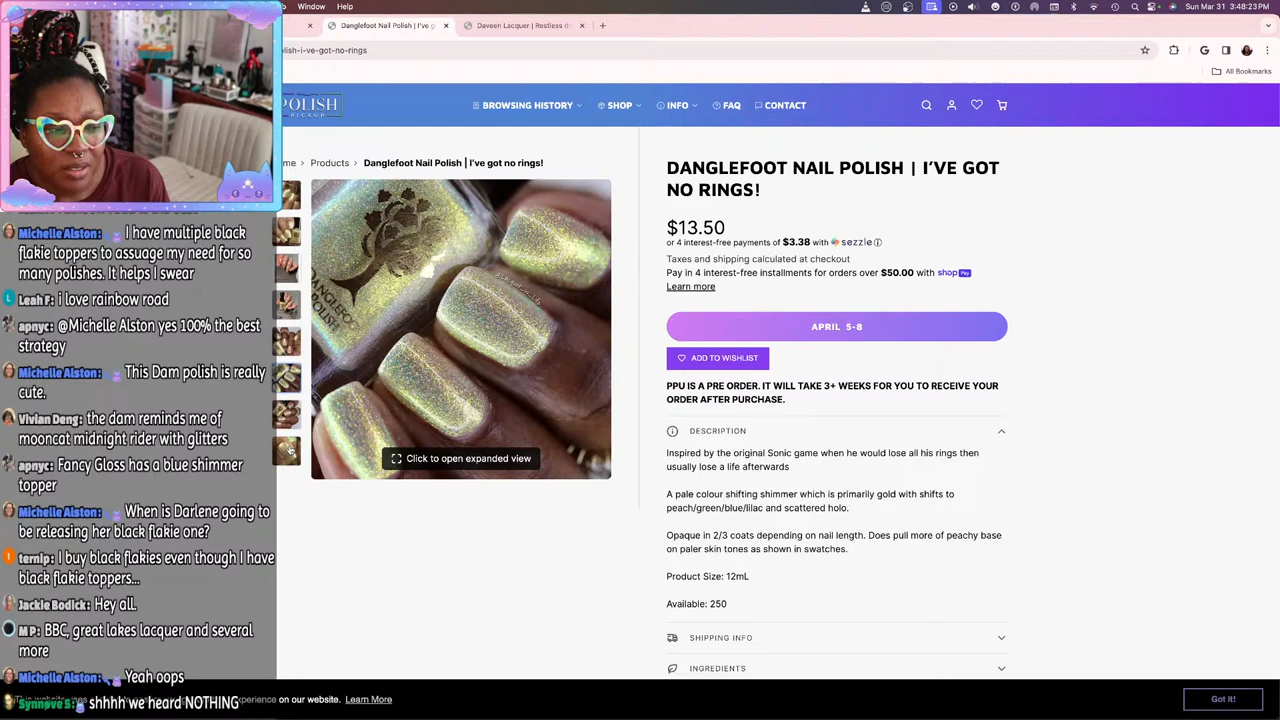 Window Help
Sun Mar 31 3:48:23 PM
Danglefoot Nail Polish | I've g
Daveen Lacquer | Restless d
lish-i-ve-got-no-rings
All Bookmarks
POLISH
PICKUP
BROWSING HISTORY
SHOP
INFO
FAQ
CONTACT
me > Products > Danglefoot Nail Polish | I've got no rings!
DANGLEFOOT NAIL POLISH | I'VE GOT
NO RINGS!
$13.50
or 4 interest-free payments of $3.38 with sezzle
Taxes and shipping calculated at checkout
Pay in 4 interest-free installments for orders over $50.00 with shop Pay
Learn more
APRIL 5-8
ADD TO WISHLIST
PPU IS A PRE ORDER. IT WILL TAKE 3+ WEEKS FOR YOU TO RECEIVE YOUR
ORDER AFTER PURCHASE.
DESCRIPTION
Inspired by the original Sonic game when he would lose all his rings then
usually lose a life afterwards
A pale colour shifting shimmer which is primarily gold with shifts to
peach/green/blue/lilac and scattered holo.
Opaque in 2/3 coats depending on nail length. Does pull more of peachy base
on paler skin tones as shown in swatches.
Product Size: 12mL
Available: 250
SHIPPING INFO
INGREDIENTS
Click to open expanded view
Michelle Alston: I have multiple black
flakie toppers to assuage my need for so
many polishes. It helps I swear
Leah F: i love rainbow road
apnyc: @Michelle Alston yes 100% the best
strategy
Michelle Alston: This Dam polish is really
cute.
Vivian Deng: the dam reminds me of
mooncat midnight rider with glitters
apnyc: Fancy Gloss has a blue shimmer
topper
Michelle Alston: When is Darlene going to
be releasing her black flakie one?
ternip: I buy black flakies even though I have
black flakie toppers...
Jackie Bodick: Hey all.
M P: BBC, great lakes lacquer and several
more
Michelle Alston: Yeah oops
Synnøve S: shhhh we heard NOTHING
experience on our website. Learn More
Got it!